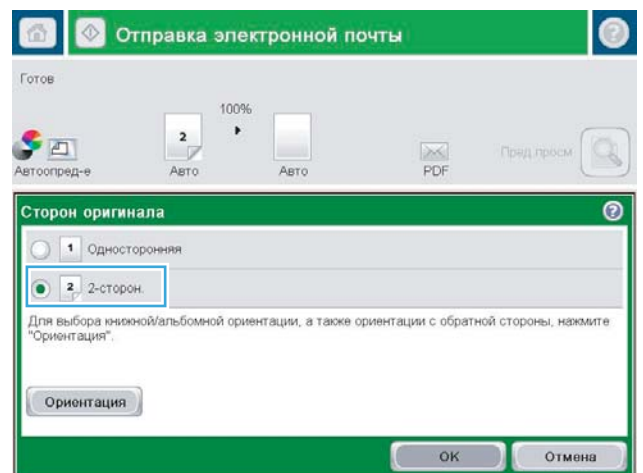 Отправка электронной почты
?
Готов
100%
2
Автоопред-е
Авто
Авто
PDF
Пред.просм
Сторон оригинала
?
1 Односторонняя
2 2-сторон.
Для выбора книжной/альбомной ориентации, а также ориентации с обратной стороны, нажмите
"Ориентация".
Ориентация
OK
Отмена